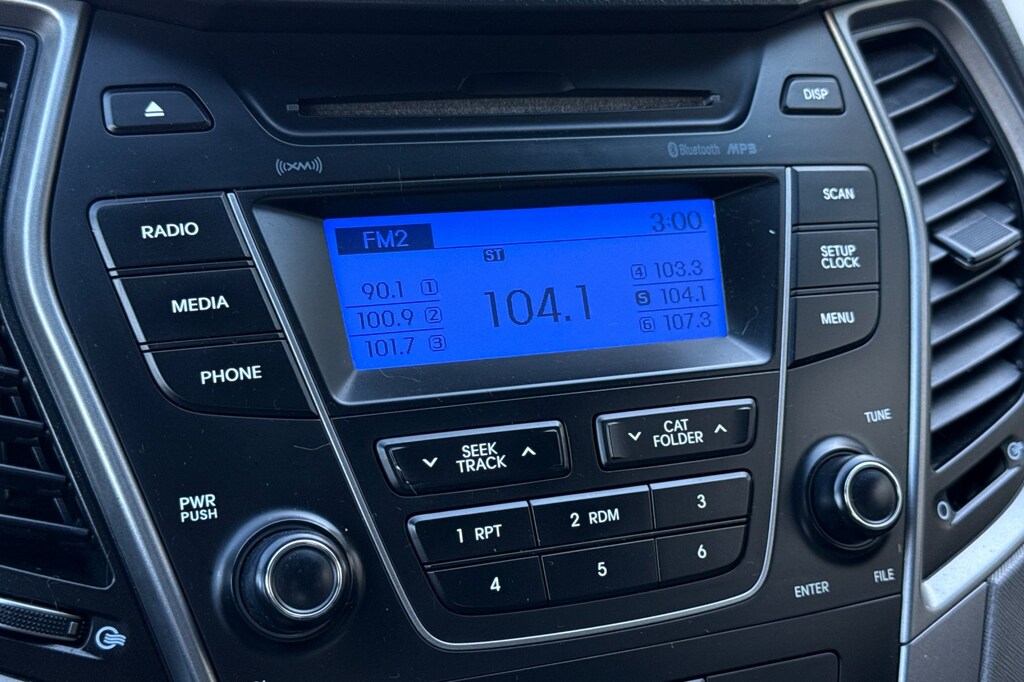 DISP
((XM))
Bluetooth MP3
RADIO
MEDIA
PHONE
FM2
3:00
ST
90.1 1
100.9 2
101.7 3
104.1
4 103.3
5 104.1
6 107.3
SCAN
SETUP
CLOCK
MENU
SEEK
TRACK
CAT
FOLDER
TUNE
PWR
PUSH
1 RPT
2 RDM
3
4
5
6
ENTER
FILE